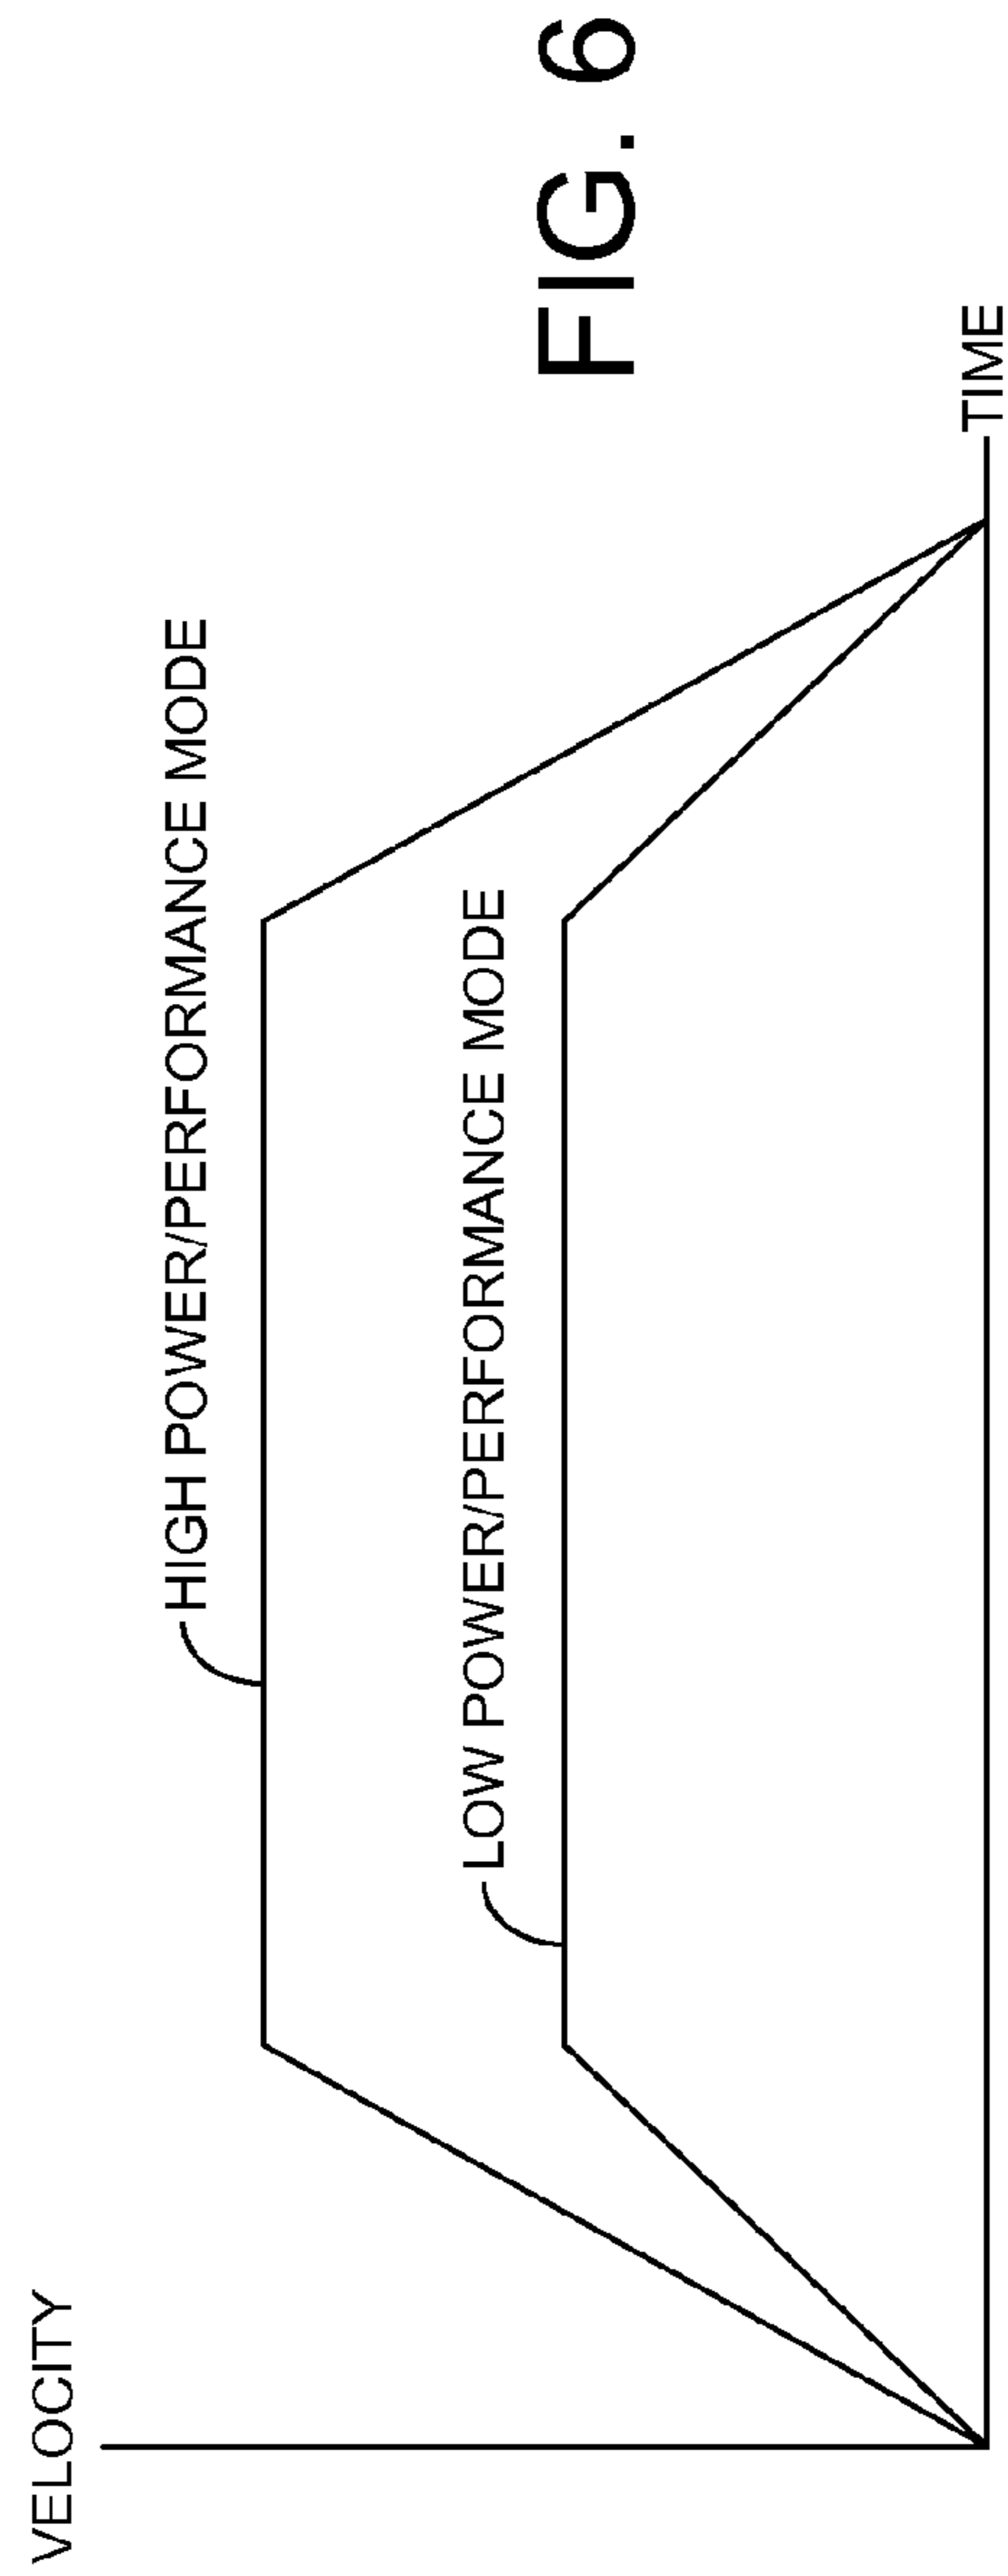 VELOCITY
HIGH POWER/PERFORMANCE MODE
LOW POWER/PERFORMANCE MODE
TIME
FIG. 6